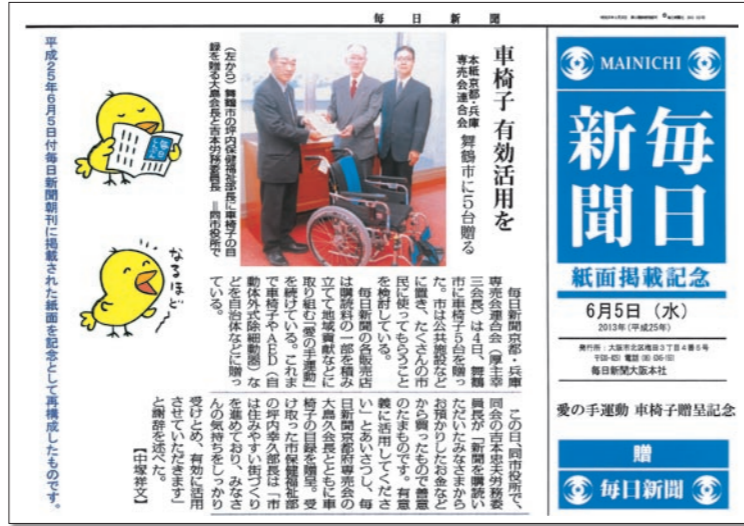 毎日新聞
MAINICHI
毎日
新聞
紙面掲載記念
6月5日（水）
2013年（平成25年）
発行所：大阪市北区梅田3丁目4番5号
毎日新聞大阪本社
愛の手運動 車椅子贈呈記念
贈
毎日新聞
車椅子 有効活用を
本紙京都・兵庫
専売会連合会
舞鶴市に5台贈る
（左から）舞鶴市の坪内保健福祉部長に車椅子の目
録を贈る大島会長と吉本労務委員長 ＝同市役所で
毎日新聞京都・兵庫
専売会連合会（厚主幸
三会長）は4日、舞鶴
市に車椅子5台を贈っ
た。市は公共施設など
に置き、たくさんの市
民に使ってもらうこと
を検討している。
毎日新聞の各販売店
は購読料の一部を積み
立てて地域貢献などに
取り組む「愛の手運動」
を続けている。これま
で車椅子やAED（自
動体外式除細動器）な
どを自治体などに贈っ
ている。
この日、同市役所で、
同会の吉本忠夫労務委
員長が「新聞を購読い
ただいたみなさまから
お預かりしたお金など
から買ったもので善意
のたまものです。有意
義に活用してくださ
い」とあいさつし、毎
日新聞京都府専売会の
大島久会長とともに車
椅子の目録を贈呈。受
け取った市保健福祉部
の坪内幸久部長は「市
は住みやすい街づくり
を進めており、みなさ
んの気持ちをしっかり
受けとめ、有効に活用
させていただきます」
と謝辞を述べた。
【中塚祥文】
なるほど！
平成25年6月5日付毎日新聞朝刊に掲載された紙面を記念として再構成したものです。